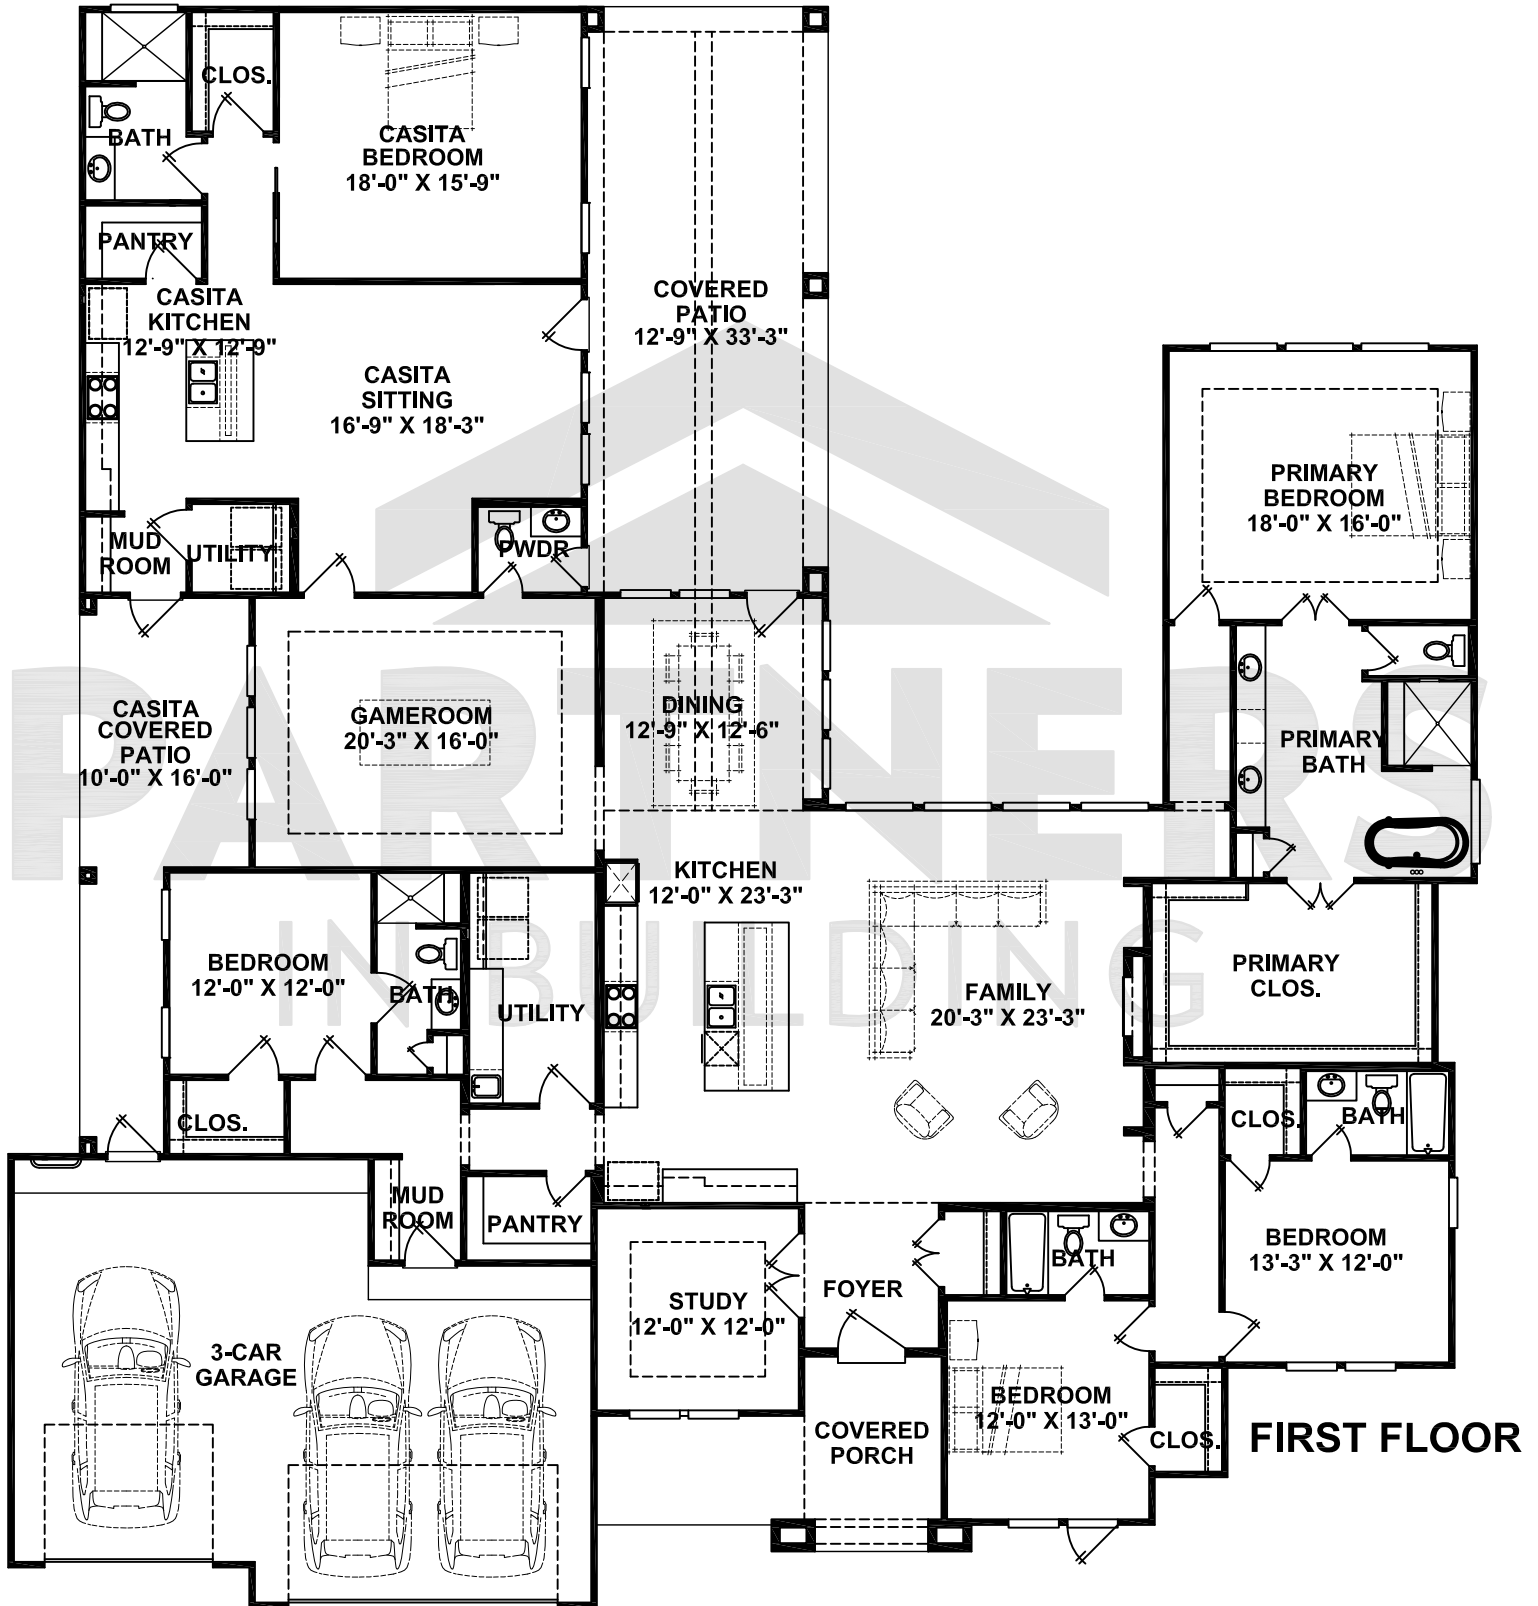 CLOS.
BATH
CASITA
BEDROOM
18'-0" X 15'-9"
PANTRY
CASITA
KITCHEN
12'-9" X 12'-9"
COVERED
PATIO
12'-9" X 33'-3"
CASITA
SITTING
16'-9" X 18'-3"
PRIMARY
BEDROOM
18'-0" X 16'-0"
MUD
ROOM
UTILITY
PWDR
CASITA
COVERED
PATIO
10'-0" X 16'-0"
GAMEROOM
20'-3" X 16'-0"
DINING
12'-9" X 12'-6"
PRIMARY
BATH
PARTNERS
IN BUILDING
KITCHEN
12'-0" X 23'-3"
BEDROOM
12'-0" X 12'-0"
BATH
UTILITY
FAMILY
20'-3" X 23'-3"
PRIMARY
CLOS.
CLOS.
CLOS.
BATH
MUD
ROOM
PANTRY
BEDROOM
13'-3" X 12'-0"
BATH
FOYER
STUDY
12'-0" X 12'-0"
3-CAR
GARAGE
BEDROOM
12'-0" X 13'-0"
COVERED
PORCH
CLOS.
FIRST FLOOR